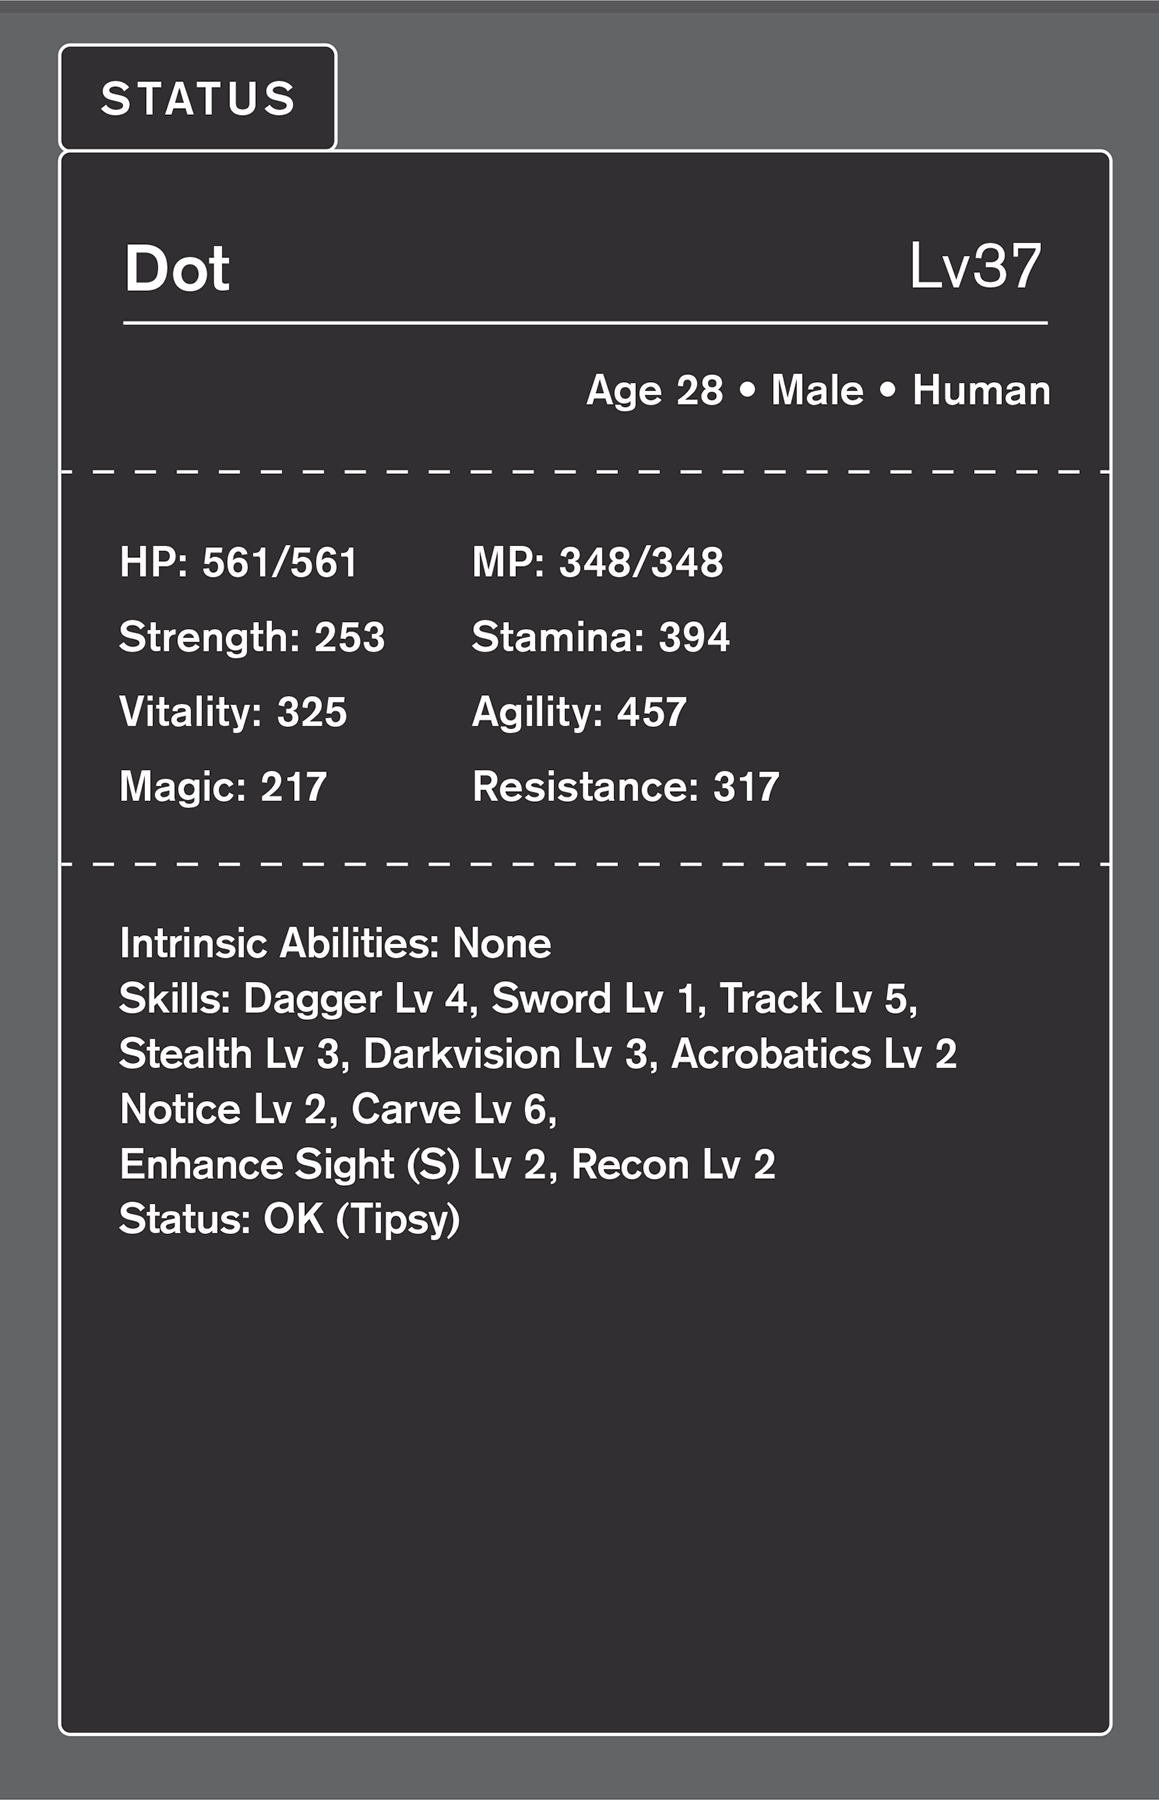 STATUS
Dot Lv37
Age 28 • Male • Human
HP: 561/561 MP: 348/348
Strength: 253 Stamina: 394
Vitality: 325 Agility: 457
Magic: 217 Resistance: 317
Intrinsic Abilities: None
Skills: Dagger Lv 4, Sword Lv 1, Track Lv 5,
Stealth Lv 3, Darkvision Lv 3, Acrobatics Lv 2
Notice Lv 2, Carve Lv 6,
Enhance Sight (S) Lv 2, Recon Lv 2
Status: OK (Tipsy)